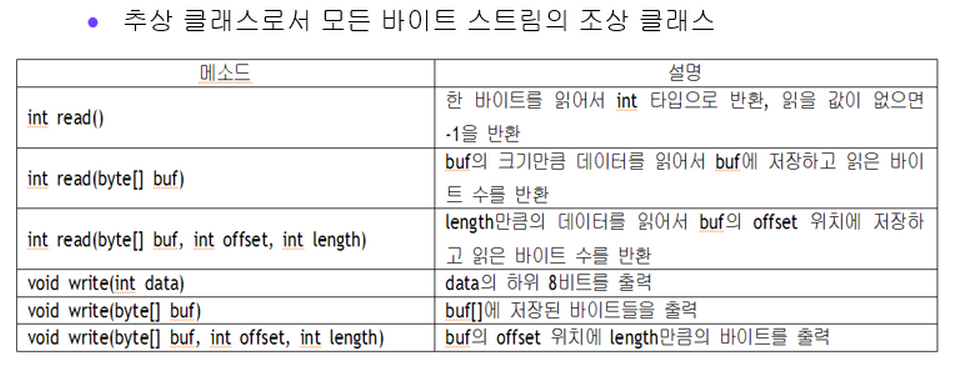 • 추상 클래스로서 모든 바이트 스트림의 조상 클래스
메소드 설명
int read() 한 바이트를 읽어서 int 타입으로 반환, 읽을 값이 없으면
-1을 반환
int read(byte[] buf) buf의 크기만큼 데이터를 읽어서 buf에 저장하고 읽은 바이
트 수를 반환
int read(byte[] buf, int offset, int length) length만큼의 데이터를 읽어서 buf의 offset 위치에 저장하
고 읽은 바이트 수를 반환
void write(int data) data의 하위 8비트를 출력
void write(byte[] buf) buf[]에 저장된 바이트들을 출력
void write(byte[] buf, int offset, int length) buf의 offset 위치에 length만큼의 바이트를 출력